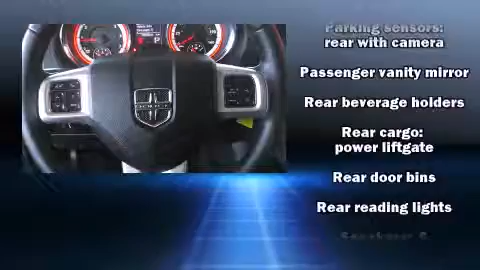 Parking sensors:
rear with camera
Passenger vanity mirror
Rear beverage holders
Rear cargo:
power liftgate
Rear door bins
Rear reading lights